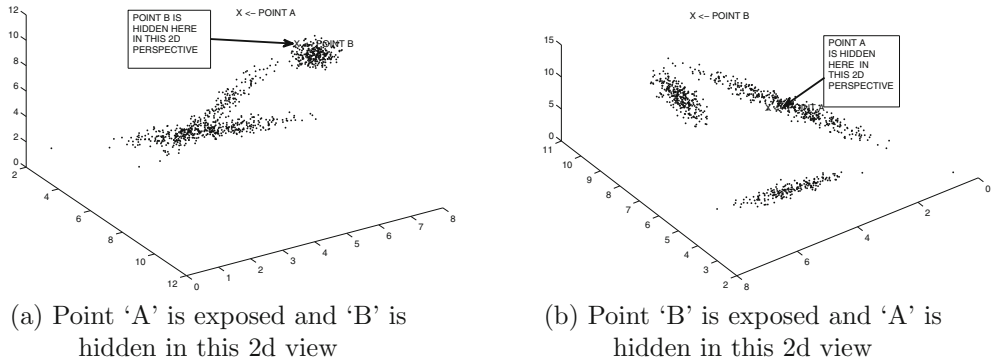 X <- POINT A
POINT B IS
HIDDEN HERE
IN THIS 2D
PERSPECTIVE
X <- POINT B
12
10
8
6
4
2
0
2
4
6
8
10
12
0
1
2
3
4
5
6
7
8
(a) Point ‘A’ is exposed and ‘B’ is
hidden in this 2d view
X <- POINT B
POINT A
IS HIDDEN
HERE IN
THIS 2D
PERSPECTIVE
15
10
5
0
11
10
9
8
7
6
5
4
3
2
8
6
4
2
0
(b) Point ‘B’ is exposed and ‘A’ is
hidden in this 2d view